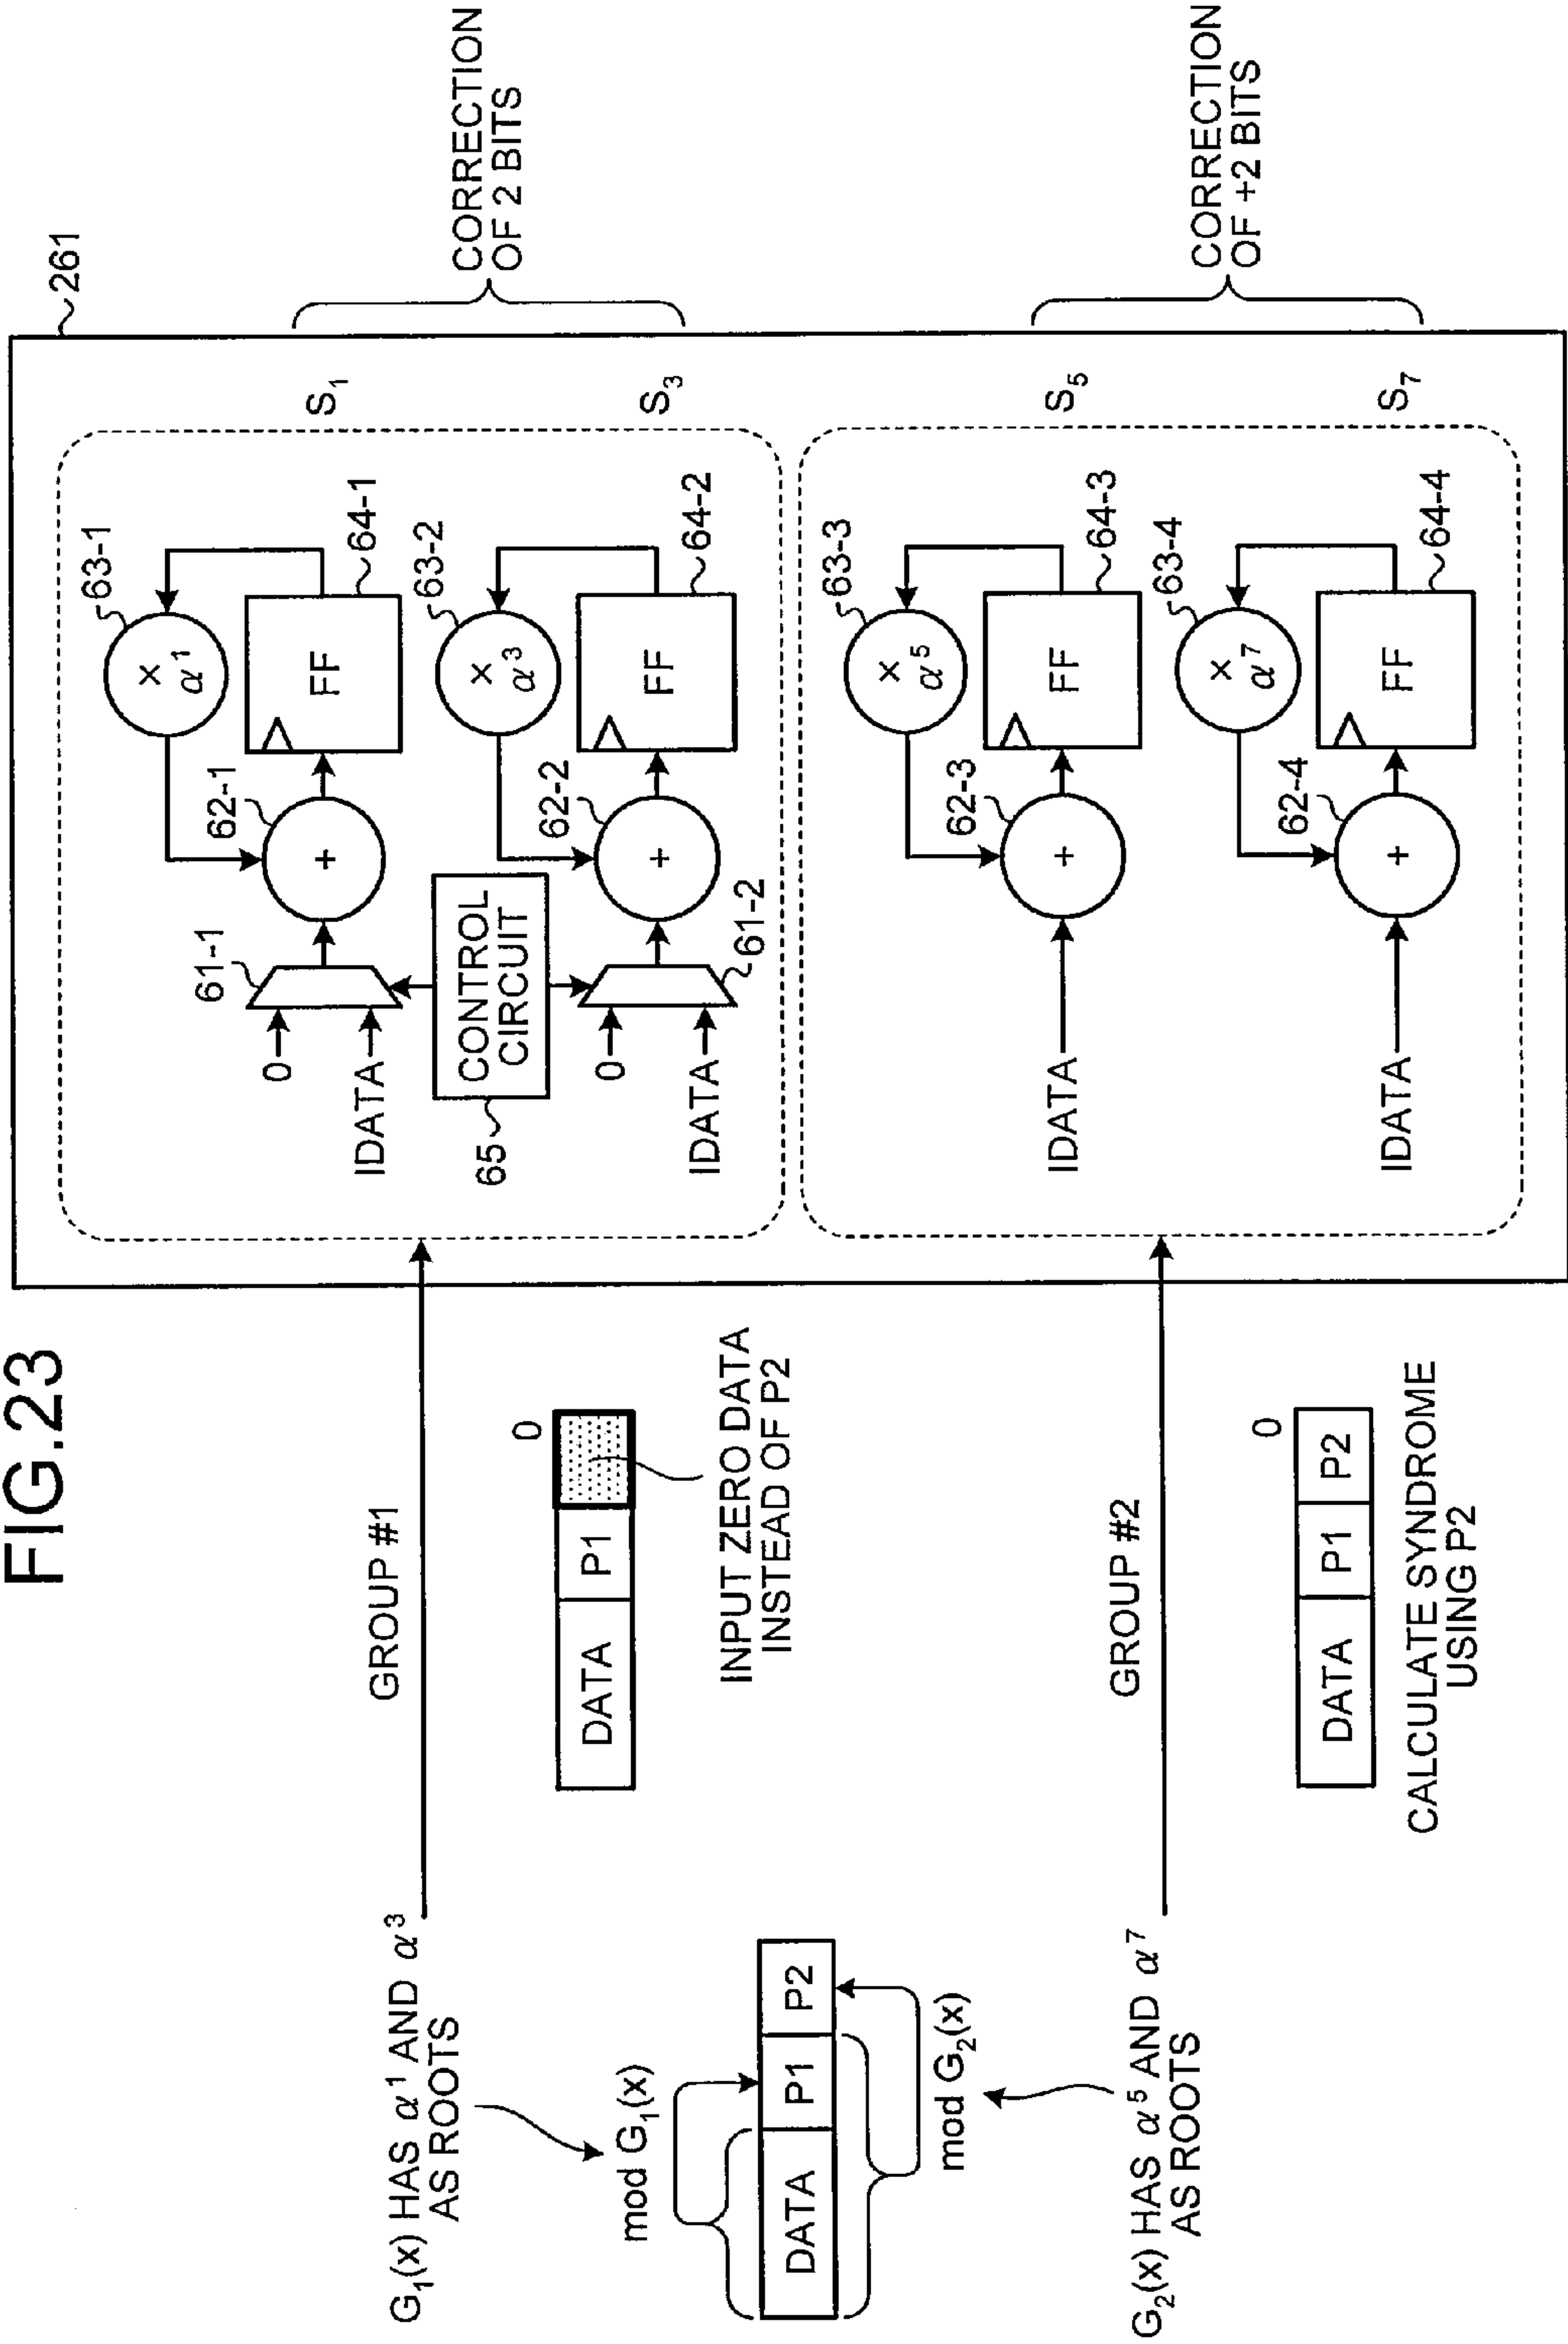 FIG.23
G₁(x) HAS α¹ AND α³
AS ROOTS
mod G₁(x)
DATA
P1
P2
mod G₂(x)
G₂(x) HAS α⁵ AND α⁷
AS ROOTS
GROUP #1
0
DATA
P1
INPUT ZERO DATA
INSTEAD OF P2
GROUP #2
0
DATA
P1
P2
CALCULATE SYNDROME
USING P2
261
63-1
× α¹
61-1
62-1
0
+
FF
S₁
IDATA
64-1
65
CONTROL
CIRCUIT
63-2
× α³
62-2
0
+
FF
S₃
IDATA
61-2
64-2
CORRECTION
OF 2 BITS
63-3
× α⁵
62-3
IDATA
+
FF
S₅
64-3
63-4
× α⁷
62-4
IDATA
+
FF
S₇
64-4
CORRECTION
OF +2 BITS